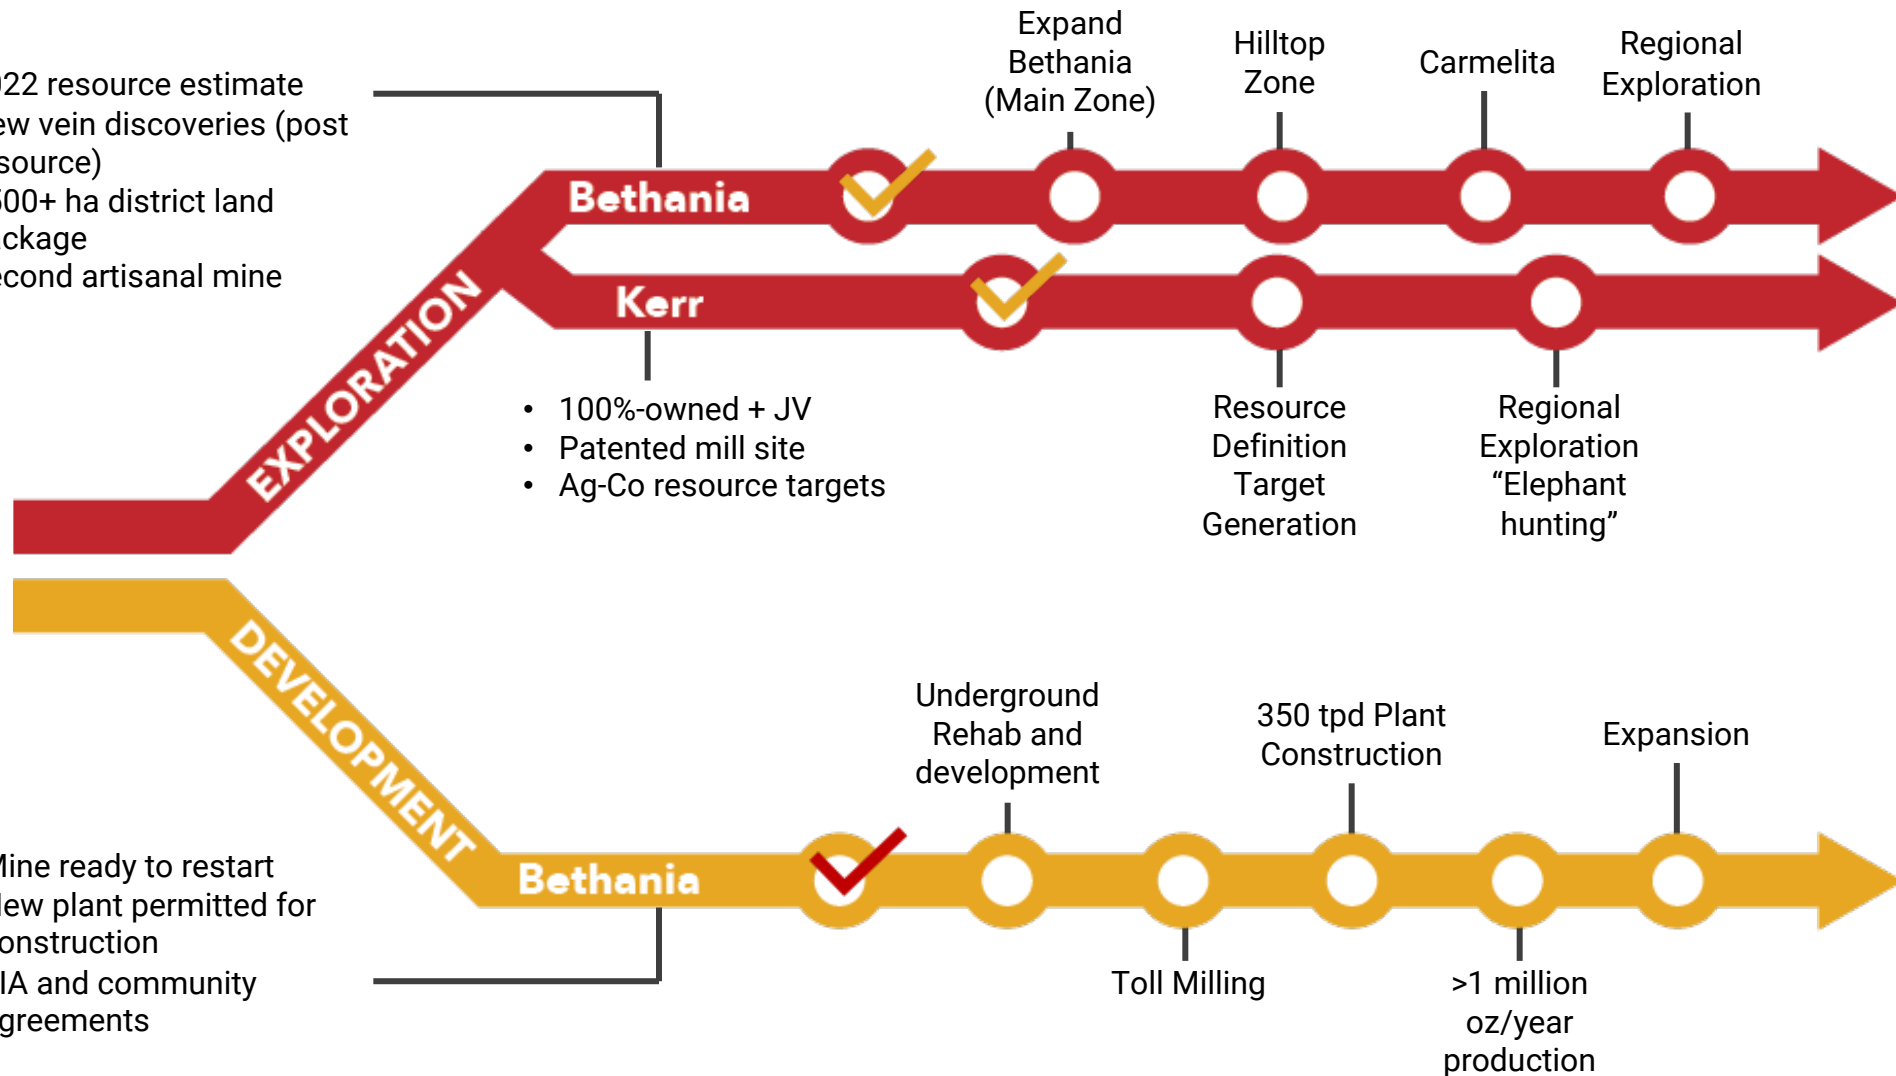 Expand
Bethania
(Main Zone)
Hilltop
Zone
Carmelita
Regional
Exploration
22 resource estimate
ew vein discoveries (post
source)
500+ ha district land
ckage
econd artisanal mine
Bethania
Kerr
EXPLORATION
• 100%-owned + JV
• Patented mill site
• Ag-Co resource targets
Resource
Definition
Target
Generation
Regional
Exploration
“Elephant
hunting”
DEVELOPMENT
Bethania
Underground
Rehab and
development
350 tpd Plant
Construction
Expansion
Mine ready to restart
New plant permitted for
onstruction
IA and community
greements
Toll Milling
>1 million
oz/year
production